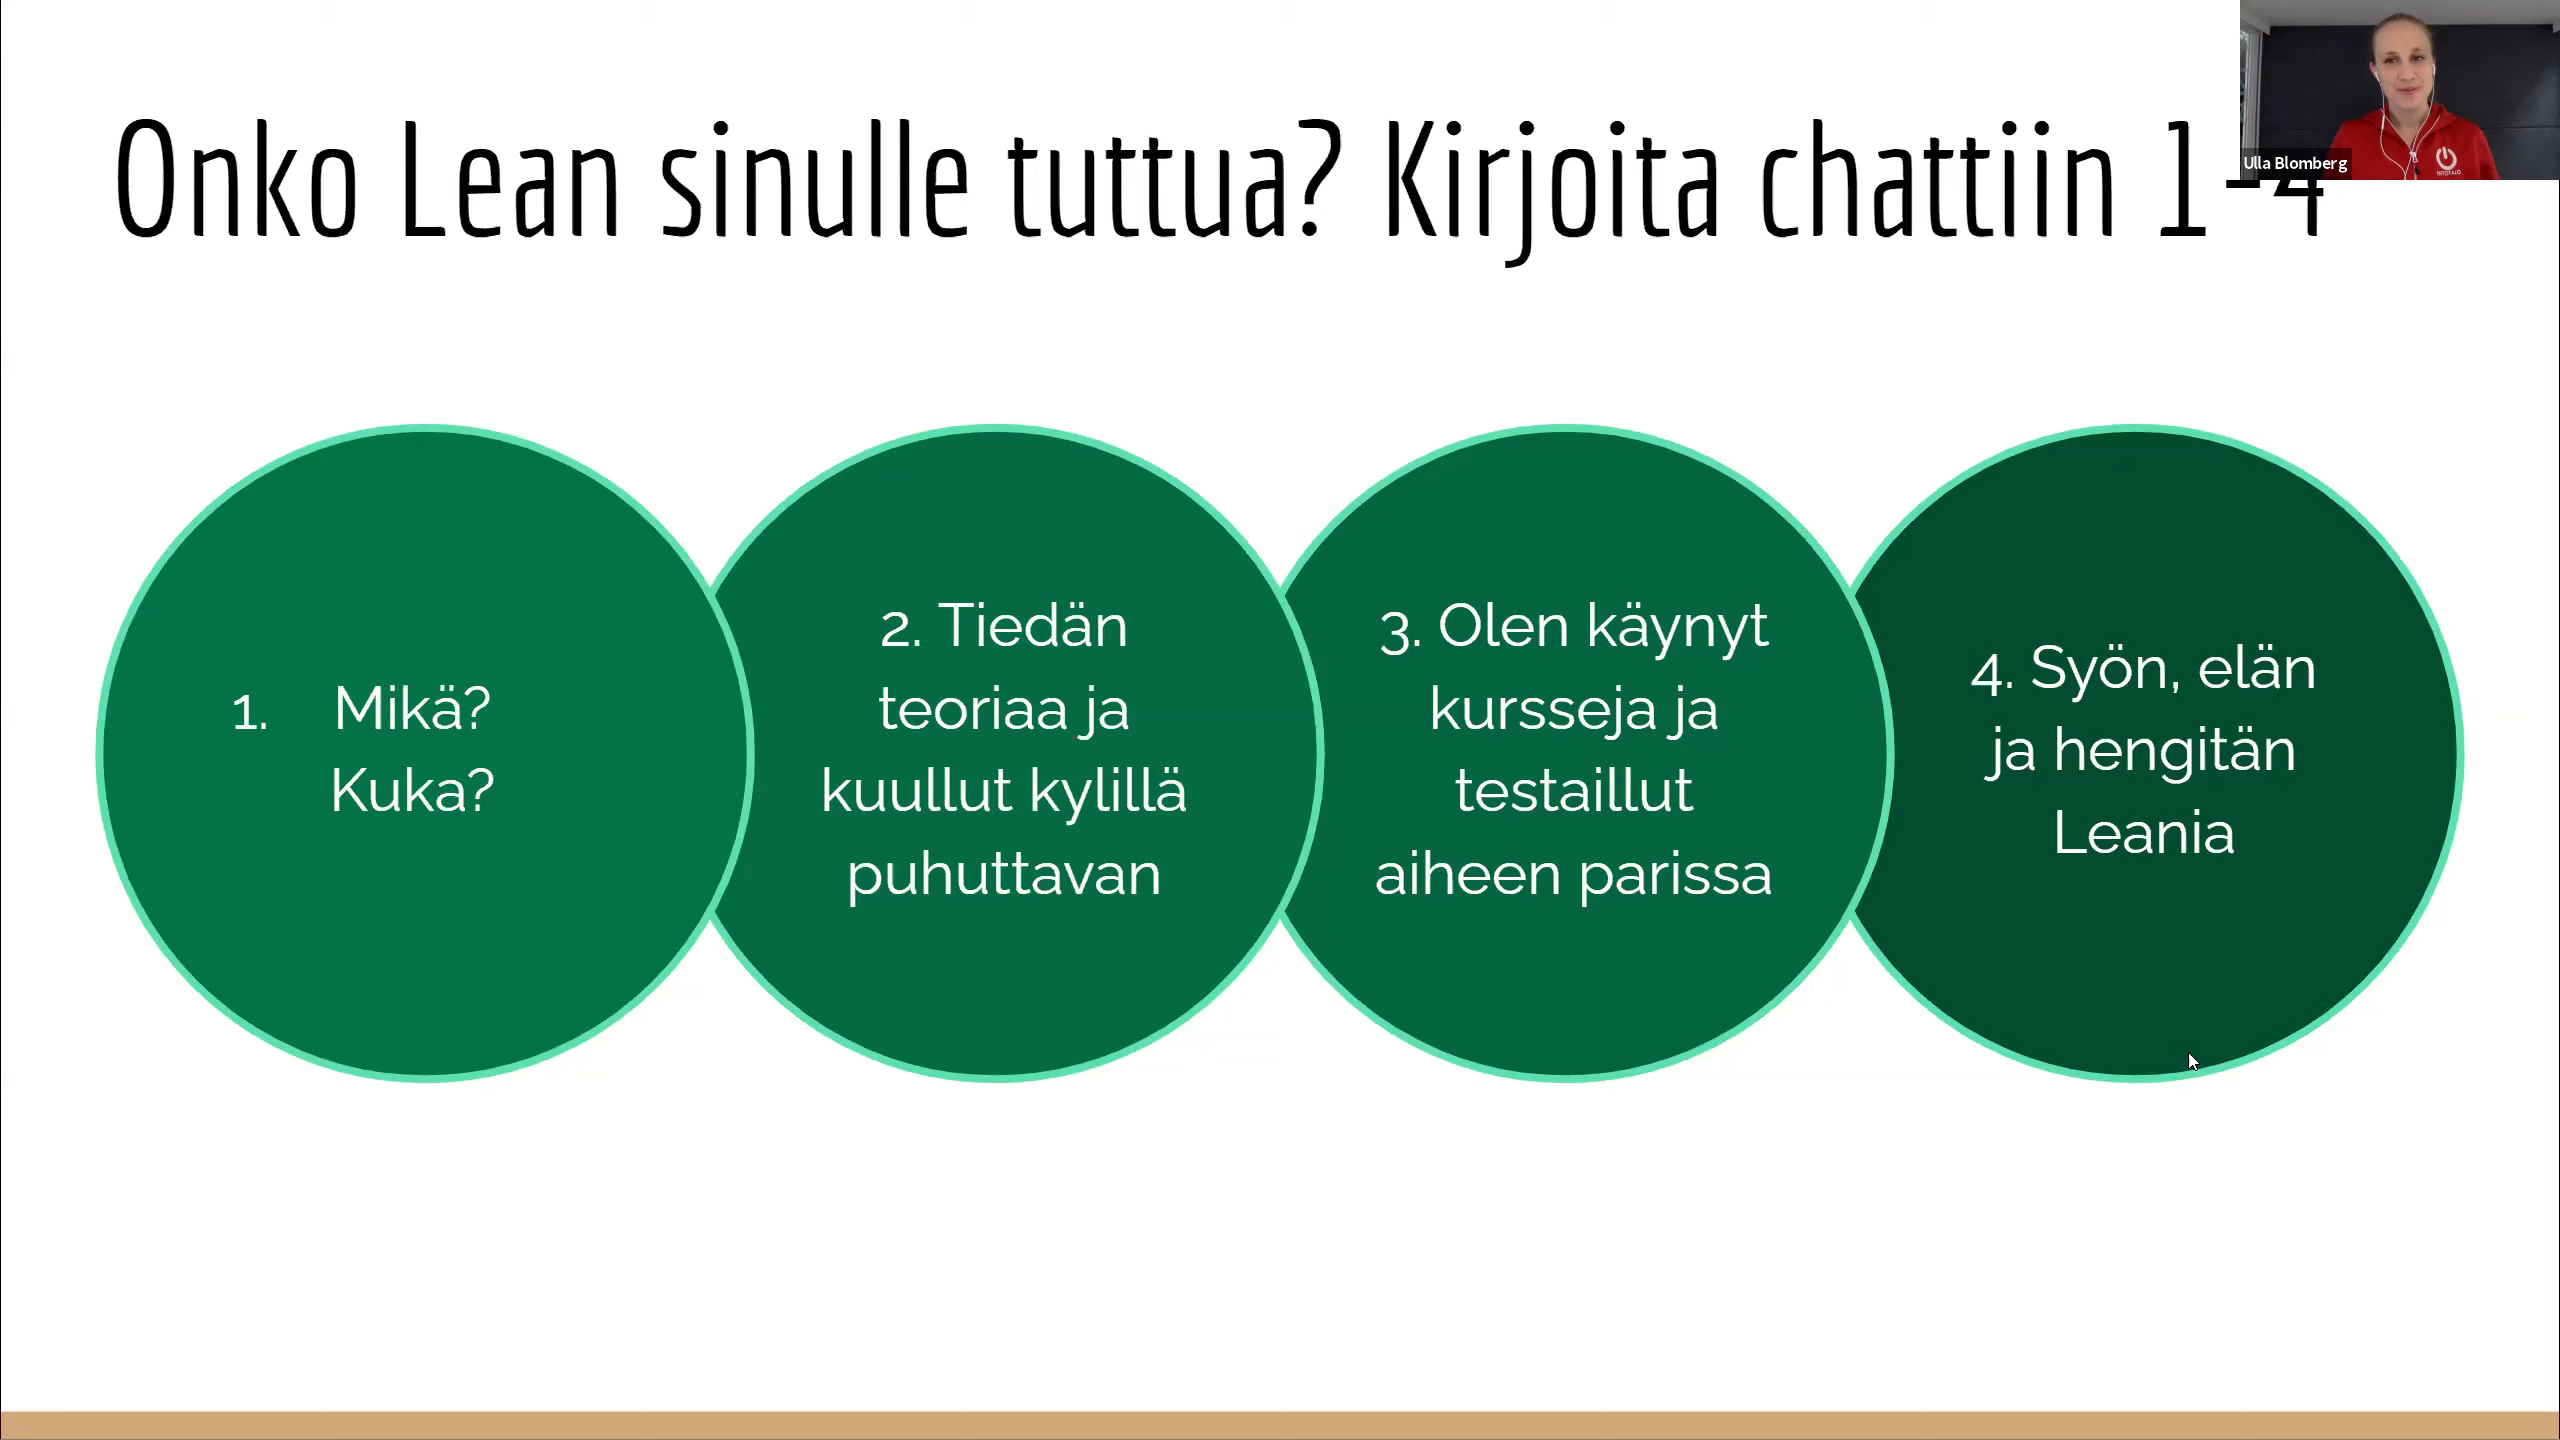 Onko Lean sinulle tuttua? Kirjoita chattiin 1-4
Ulla Blomberg
INTOTALO
1. Mikä?
Kuka?
2. Tiedän
teoriaa ja
kuullut kylillä
puhuttavan
3. Olen käynyt
kursseja ja
testaillut
aiheen parissa
4. Syön, elän
ja hengitän
Leania